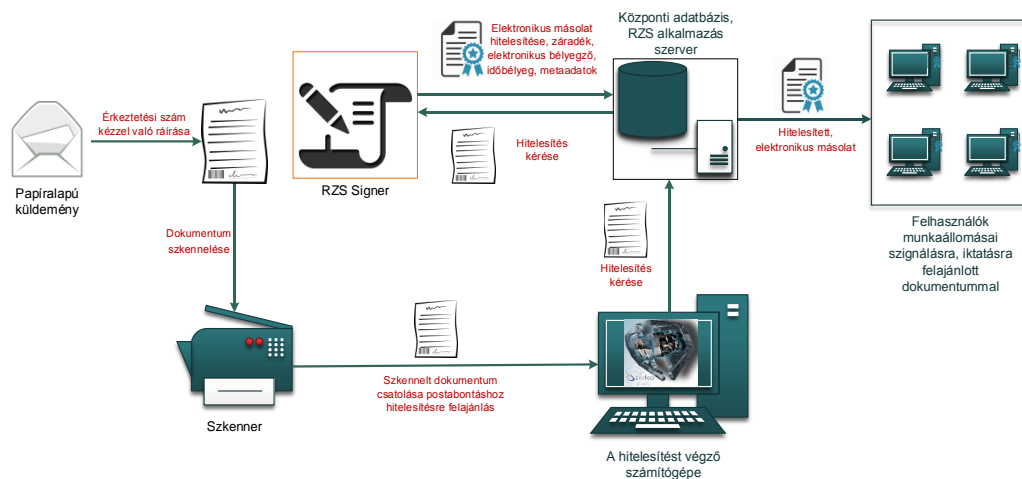 Elektronikus másolat
hitelesítése, záradék,
elektronikus bélyegző,
időbélyeg, metaadatok
Központi adatbázis,
RZS alkalmazás
szerver
Érkeztetési szám
kézzel való ráírása
Papíralapú
küldemény
RZS Signer
Hitelesítés
kérése
Hitelesített,
elektronikus másolat
Felhasználók
munkaállomásai
szignálásra, iktatásra
felajánlott
dokumentummal
Dokumentum
szkennelése
Hitelesítés
kérése
Szkennelt dokumentum
csatolása postabontáshoz
hitelesítésre felajánlás
Szkenner
A hitelesítést végző
számítógépe